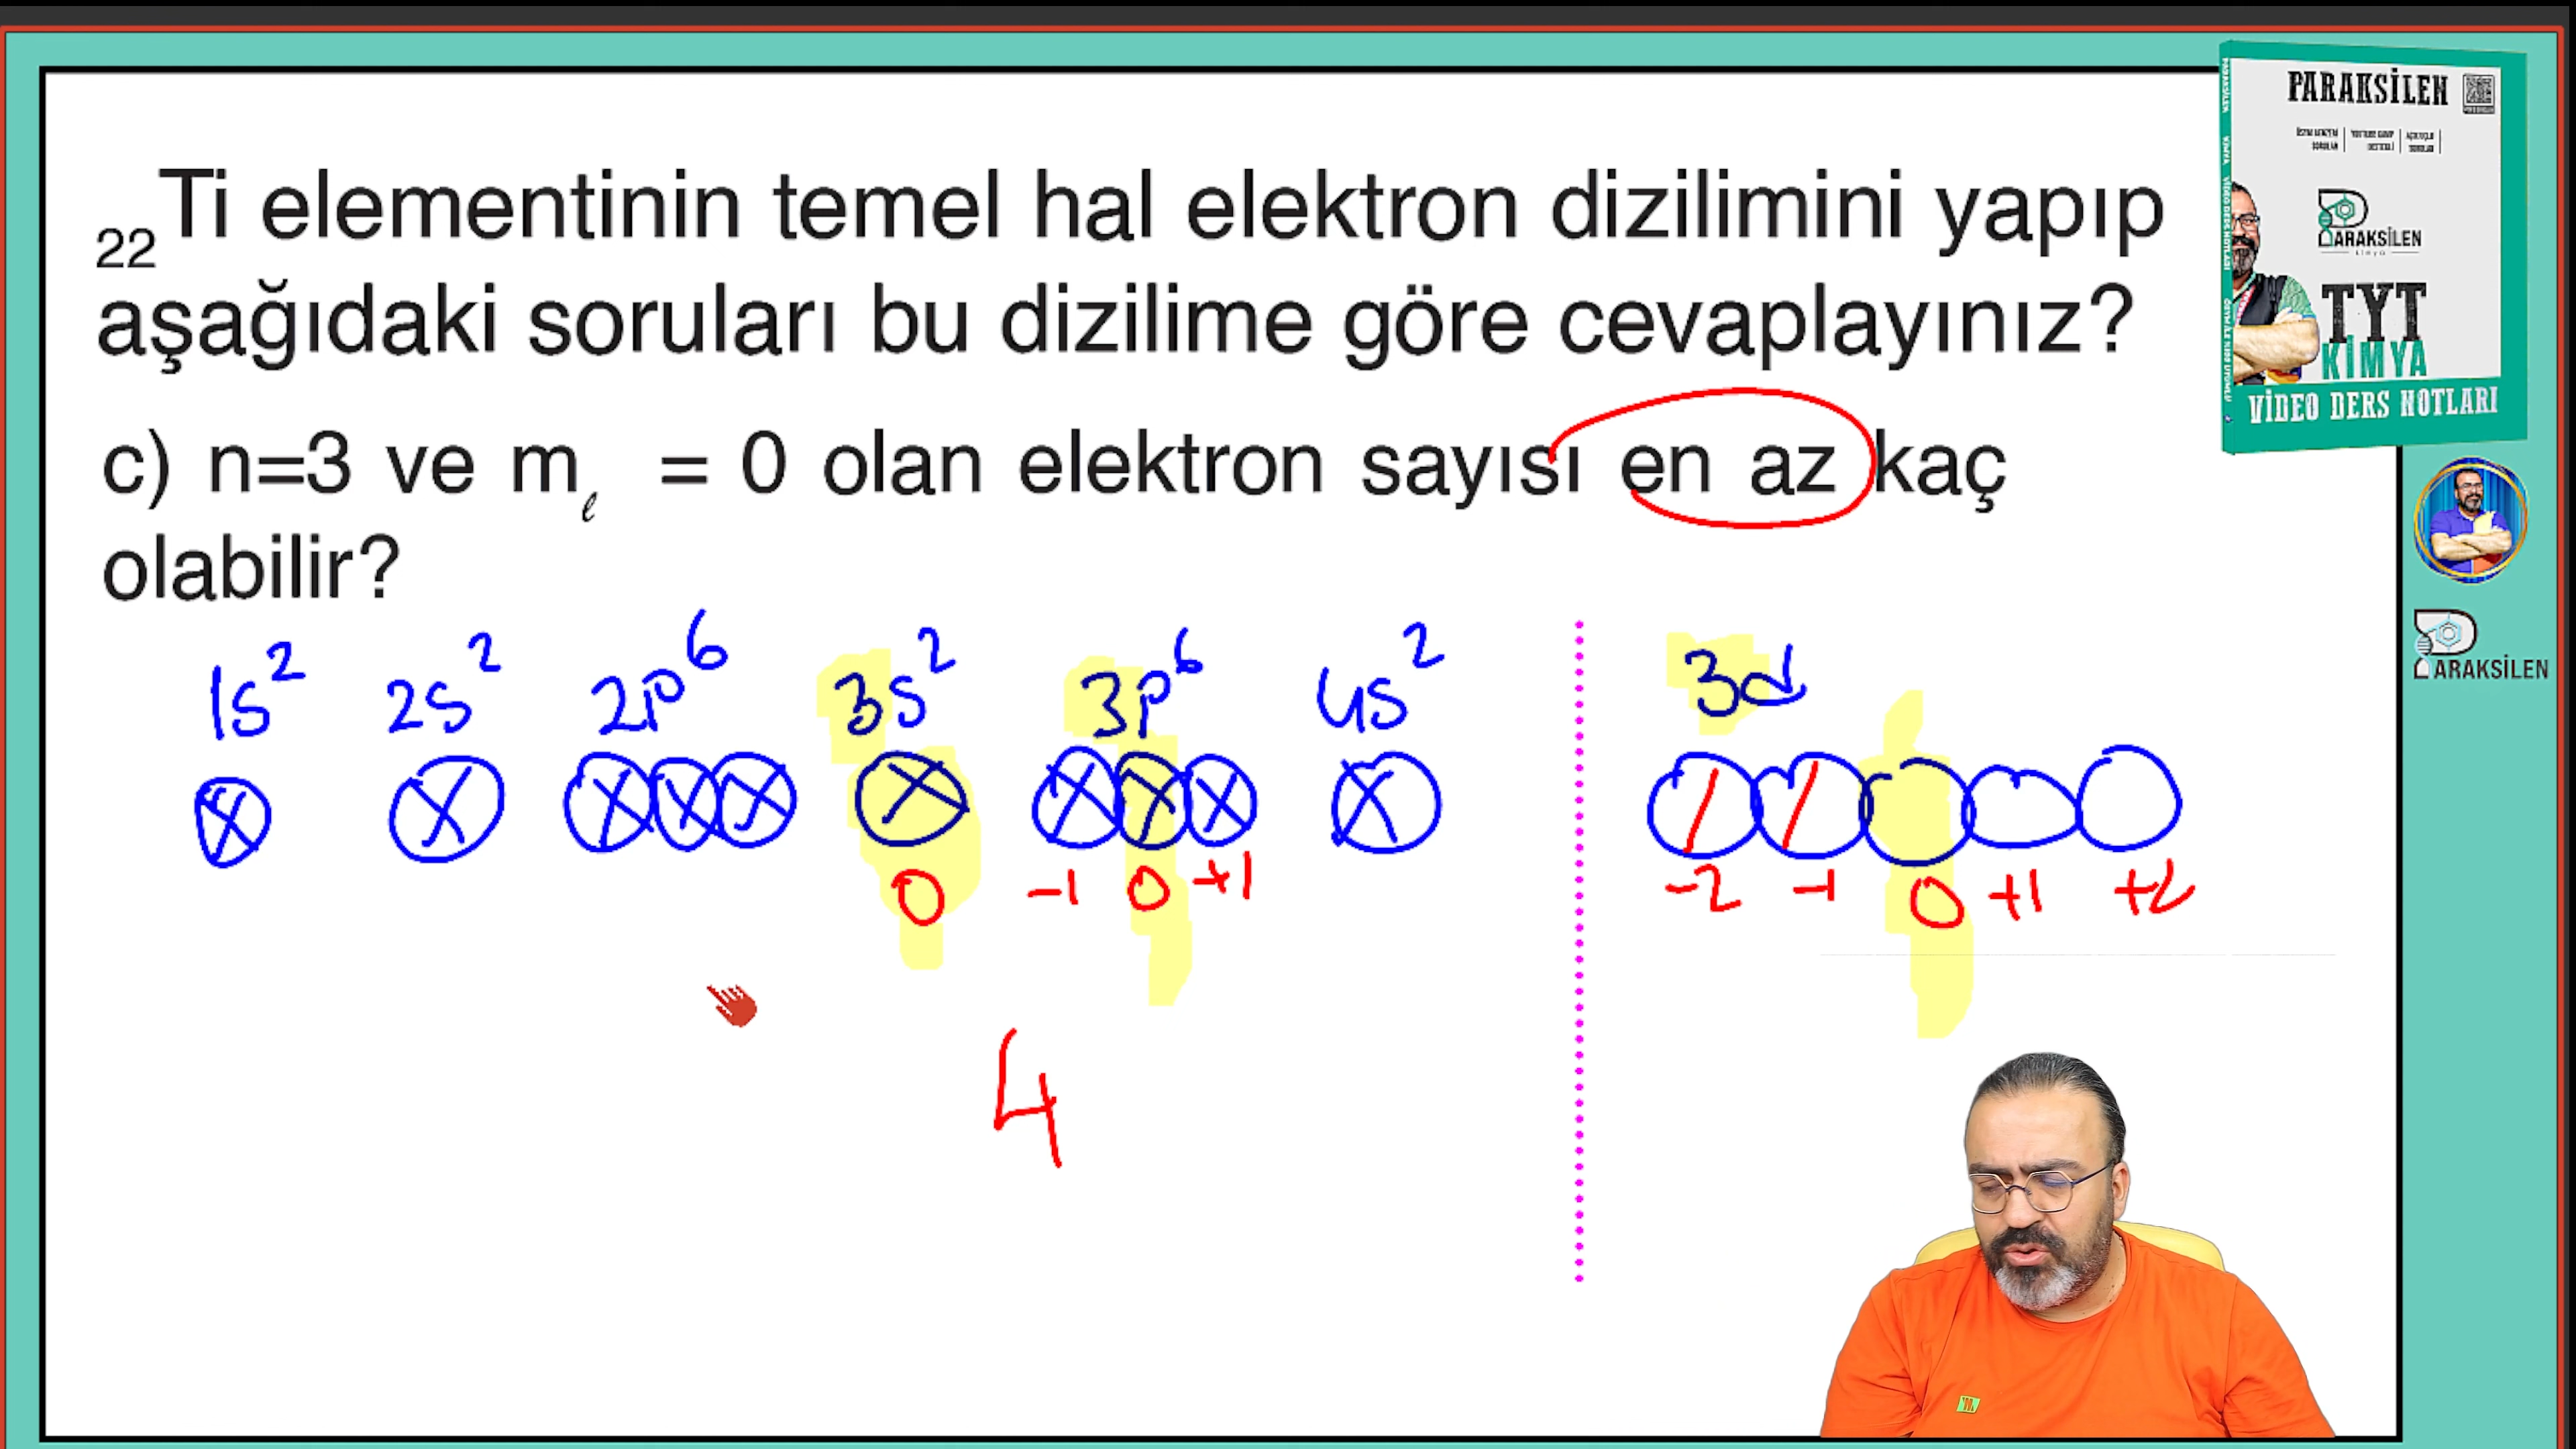 ₂₂Ti elementinin temel hal elektron dizilimini yapıp
aşağıdaki soruları bu dizilime göre cevaplayınız?
c) n=3 ve mℓ = 0 olan elektron sayısı en az kaç
olabilir?
1s² 2s² 2p⁶ 3s² 3p⁶ 4s² 3d
0 -1 0 +1 -2 -1 0 +1 +2
4
PARAKSİLEN
PARAKSİLEN
kimya
TYT
KİMYA
VİDEO DERS NOTLARI
PARAKSİLEN